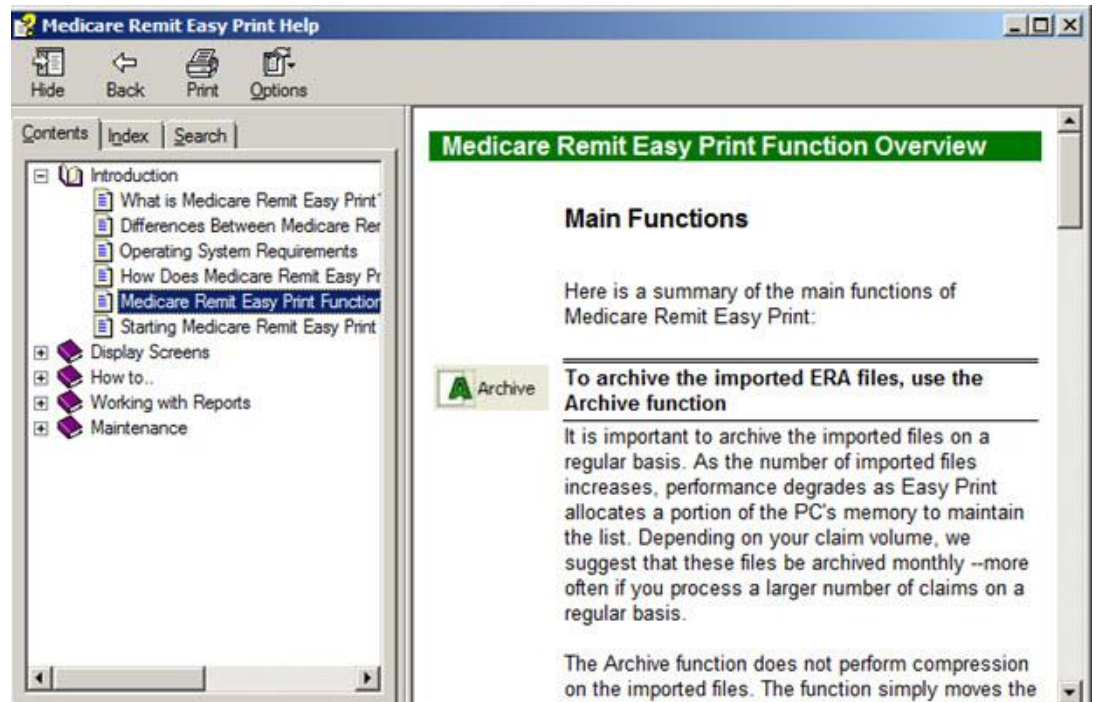 Medicare Remit Easy Print Help
Hide Back Print Options
Contents Index Search
Introduction
What is Medicare Remit Easy Print
Differences Between Medicare Rer
Operating System Requirements
How Does Medicare Remit Easy Pr
Medicare Remit Easy Print Function
Starting Medicare Remit Easy Print
Display Screens
How to..
Working with Reports
Maintenance
Medicare Remit Easy Print Function Overview
Main Functions
Here is a summary of the main functions of
Medicare Remit Easy Print:
Archive
To archive the imported ERA files, use the
Archive function
It is important to archive the imported files on a
regular basis. As the number of imported files
increases, performance degrades as Easy Print
allocates a portion of the PC's memory to maintain
the list. Depending on your claim volume, we
suggest that these files be archived monthly --more
often if you process a larger number of claims on a
regular basis.
The Archive function does not perform compression
on the imported files. The function simply moves the